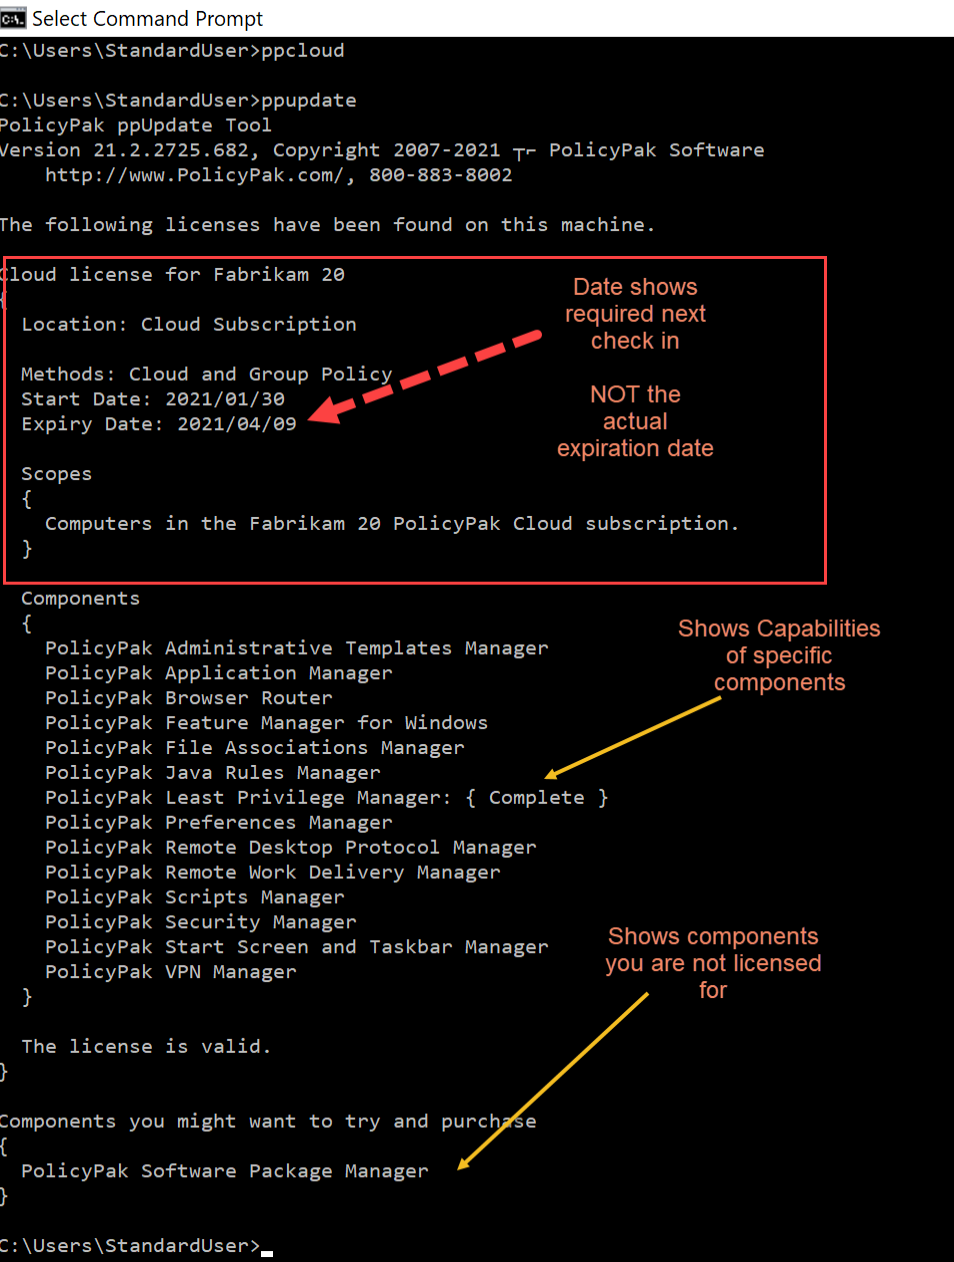 Select Command Prompt
C:\Users\StandardUser>ppcloud
C:\Users\StandardUser>ppupdate
PolicyPak ppUpdate Tool
Version 21.2.2725.682, Copyright 2007-2021 ┬⌐ PolicyPak Software
http://www.PolicyPak.com/, 800-883-8002
The following licenses have been found on this machine.
Cloud license for Fabrikam 20
{
Location: Cloud Subscription
Methods: Cloud and Group Policy
Start Date: 2021/01/30
Expiry Date: 2021/04/09
Date shows
required next
check in
NOT the
actual
expiration date
Scopes
{
Computers in the Fabrikam 20 PolicyPak Cloud subscription.
}
Components
{
PolicyPak Administrative Templates Manager
PolicyPak Application Manager
PolicyPak Browser Router
PolicyPak Feature Manager for Windows
PolicyPak File Associations Manager
PolicyPak Java Rules Manager
PolicyPak Least Privilege Manager: { Complete }
PolicyPak Preferences Manager
PolicyPak Remote Desktop Protocol Manager
PolicyPak Remote Work Delivery Manager
PolicyPak Scripts Manager
PolicyPak Security Manager
PolicyPak Start Screen and Taskbar Manager
PolicyPak VPN Manager
}
Shows Capabilities
of specific
components
The license is valid.
}
Components you might want to try and purchase
{
PolicyPak Software Package Manager
}
Shows components
you are not licensed
for
C:\Users\StandardUser>